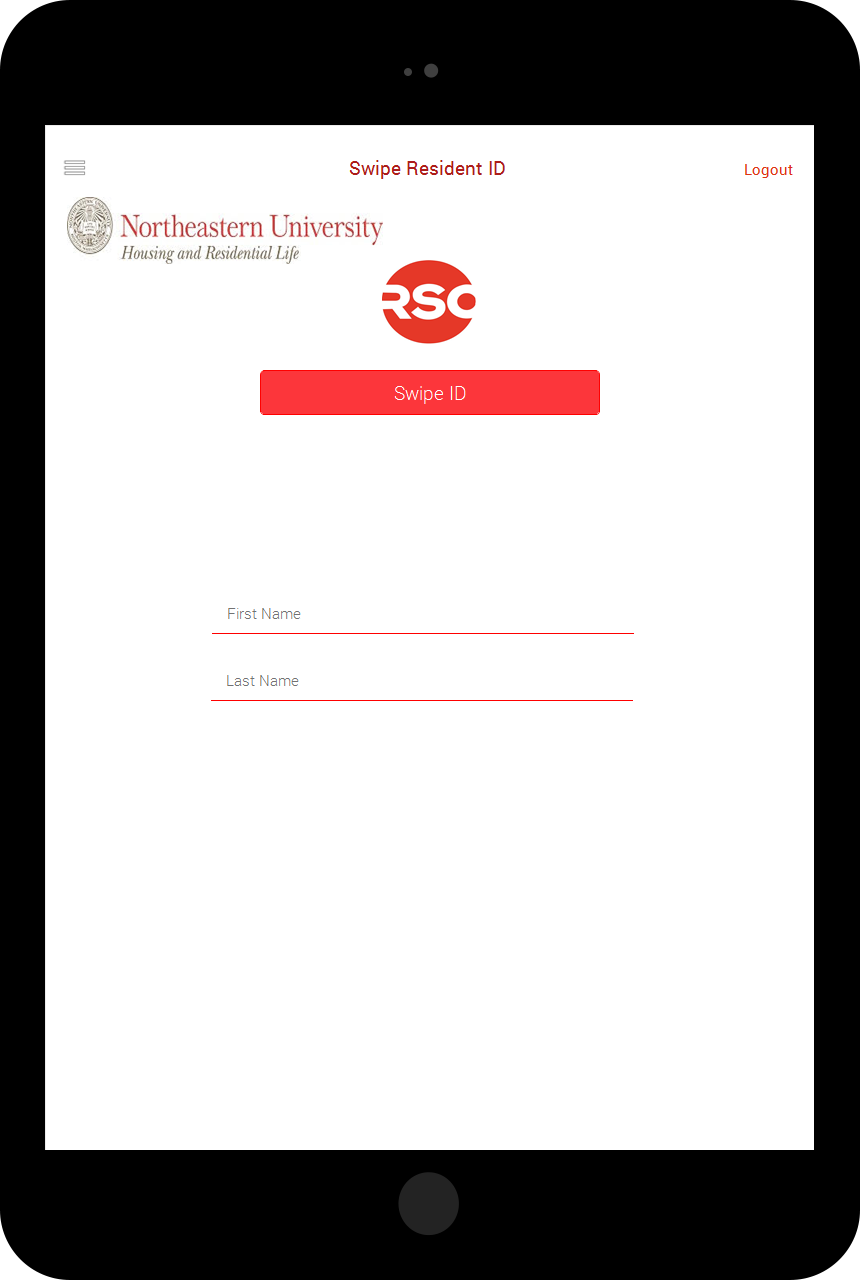 Swipe Resident ID
Logout
Northeastern University
Housing and Residential Life
RSO
Swipe ID
First Name
Last Name